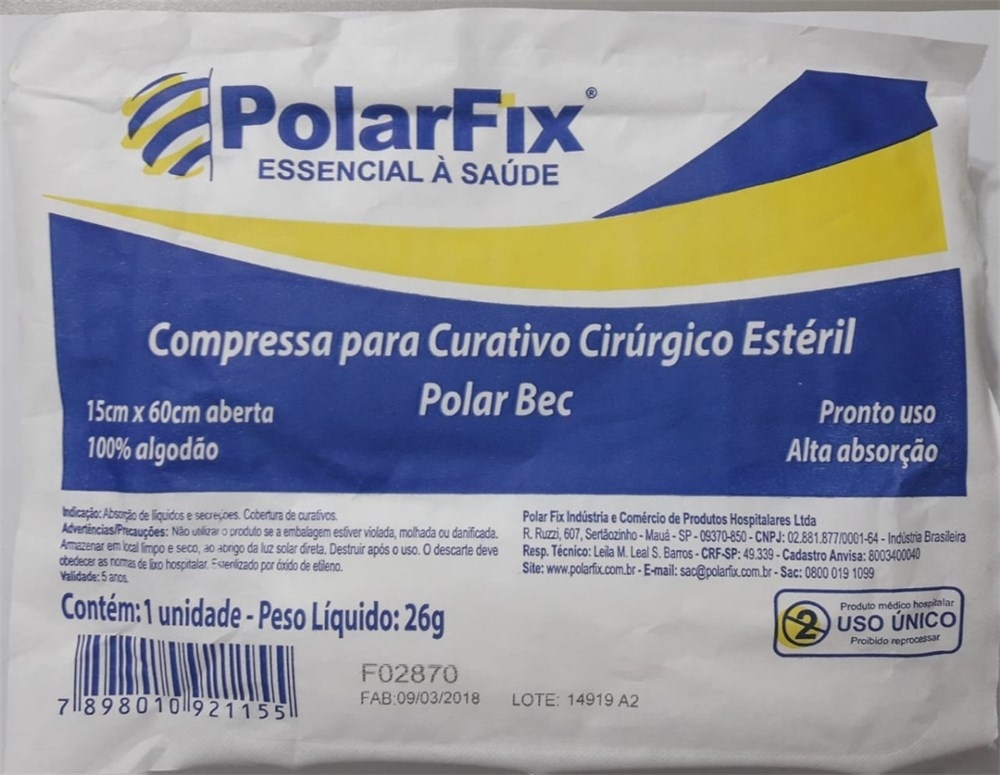 PolarFix®
ESSENCIAL À SAÚDE
Compressa para Curativo Cirúrgico Estéril
Polar Bec
15cm x 60cm aberta
100% algodão
Pronto uso
Alta absorção
Indicação: Absorção de líquidos e secreções. Cobertura de curativos.
Advertências/Precauções: Não utilizar o produto se a embalagem estiver violada, molhada ou danificada.
Armazenar em local limpo e seco, ao abrigo da luz solar direta. Destruir após o uso. O descarte deve
obedecer as normas de lixo hospitalar. Esterilizado por óxido de etileno.
Validade: 5 anos.
Polar Fix Indústria e Comércio de Produtos Hospitalares Ltda
R. Ruzzi, 607, Sertãozinho - Mauá - SP - 09370-850 - CNPJ: 02.881.877/0001-64 - Indústria Brasileira
Resp. Técnico: Leila M. Leal S. Barros - CRF-SP: 49.339 - Cadastro Anvisa: 8003400040
Site: www.polarfix.com.br - E-mail: sac@polarfix.com.br - Sac: 0800 019 1099
Contém: 1 unidade - Peso Líquido: 26g
2
Produto médico hospitalar
USO ÚNICO
Proibido reprocessar
7 898010 921155
F02870
FAB:09/03/2018 LOTE: 14919 A2